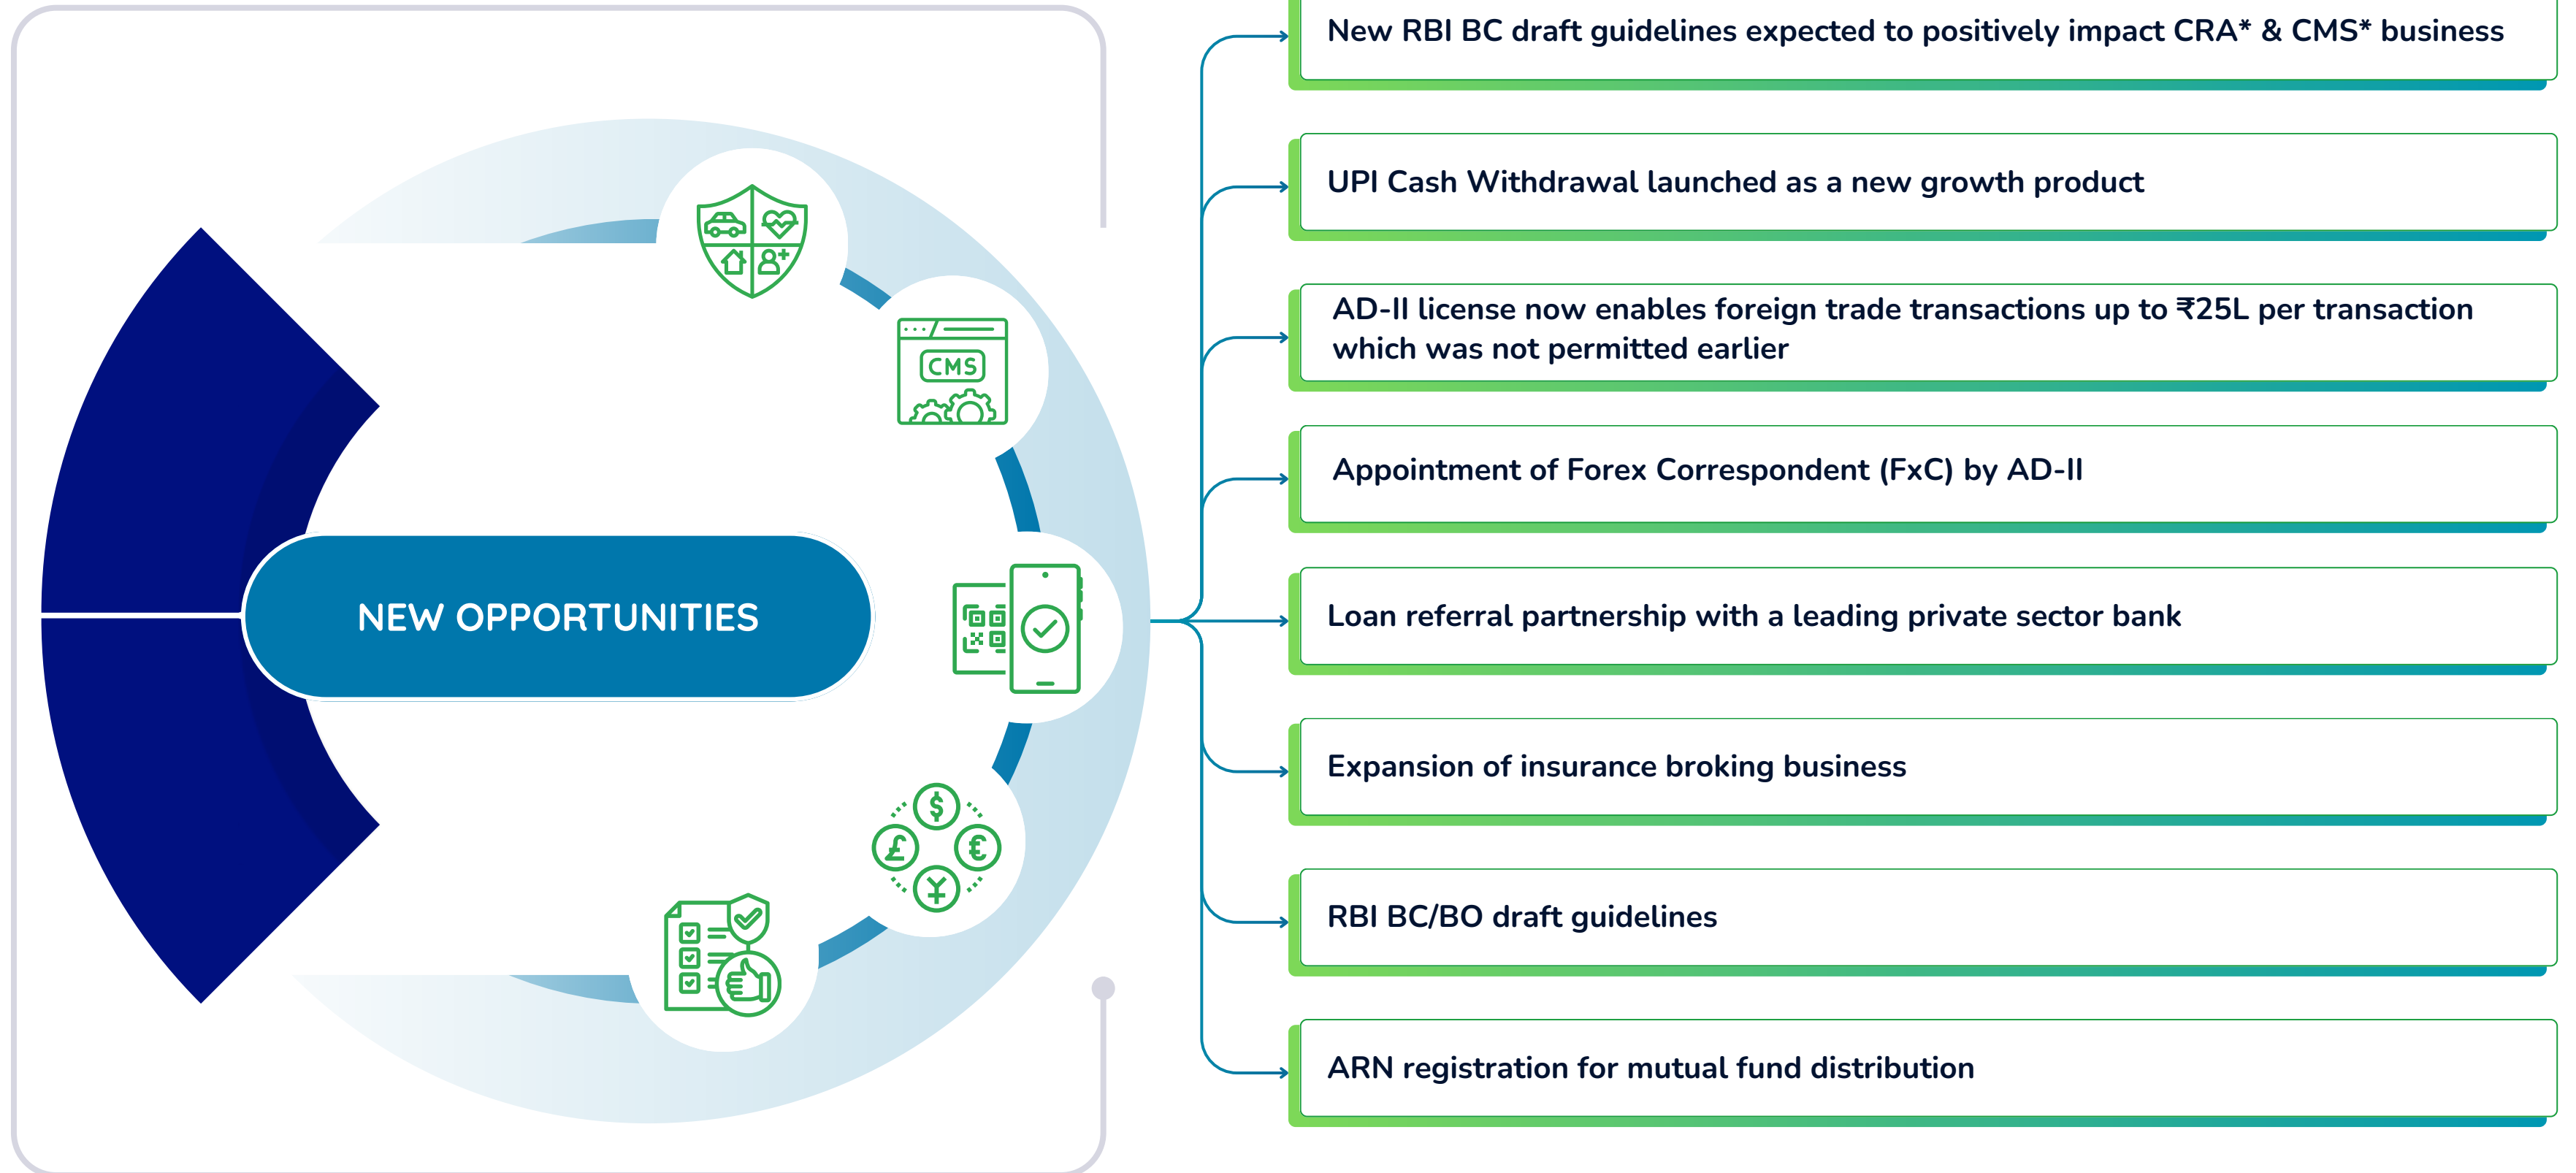 NEW OPPORTUNITIES
CMS
$
£
€
¥
New RBI BC draft guidelines expected to positively impact CRA* & CMS* business
UPI Cash Withdrawal launched as a new growth product
AD-II license now enables foreign trade transactions up to ₹25L per transaction
which was not permitted earlier
Appointment of Forex Correspondent (FxC) by AD-II
Loan referral partnership with a leading private sector bank
Expansion of insurance broking business
RBI BC/BO draft guidelines
ARN registration for mutual fund distribution